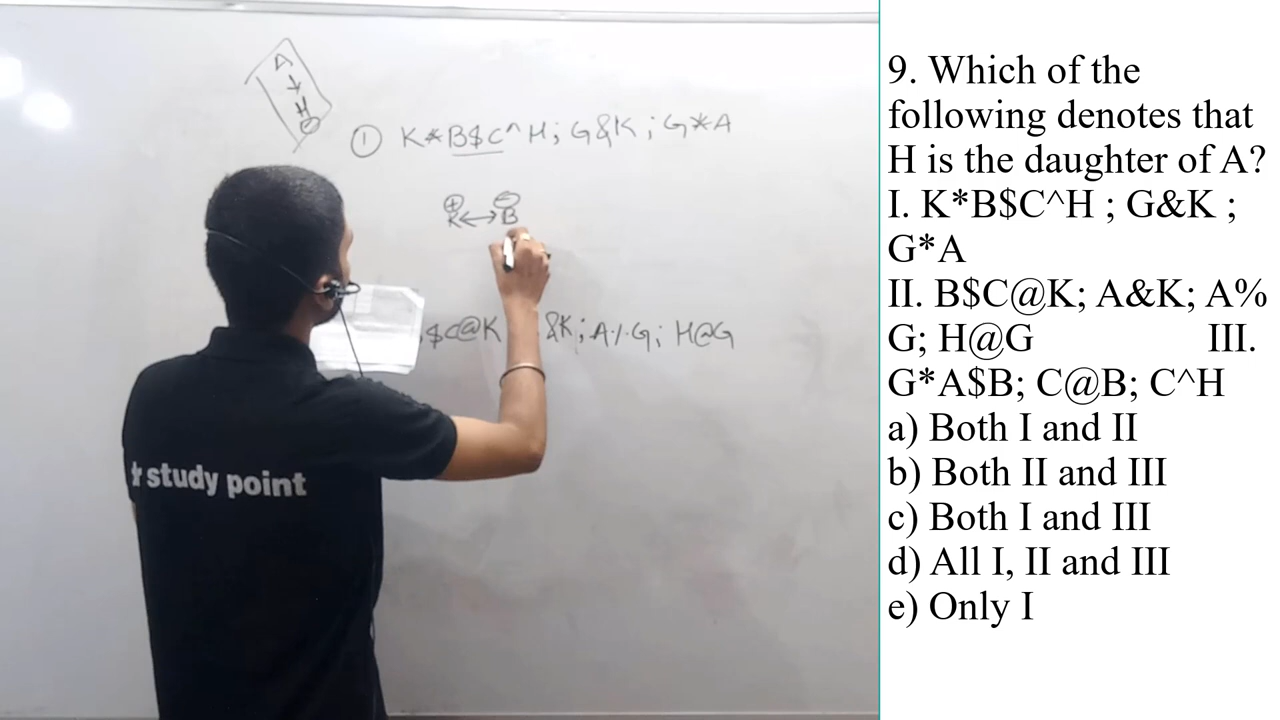 A
H
① K*B$C^H; G&K; G*A
K B
$C@K &K; A%G; H@G
study point
9. Which of the
following denotes that
H is the daughter of A?
I. K*B$C^H ; G&K ;
G*A
II. B$C@K; A&K; A%
G; H@G III.
G*A$B; C@B; C^H
a) Both I and II
b) Both II and III
c) Both I and III
d) All I, II and III
e) Only I